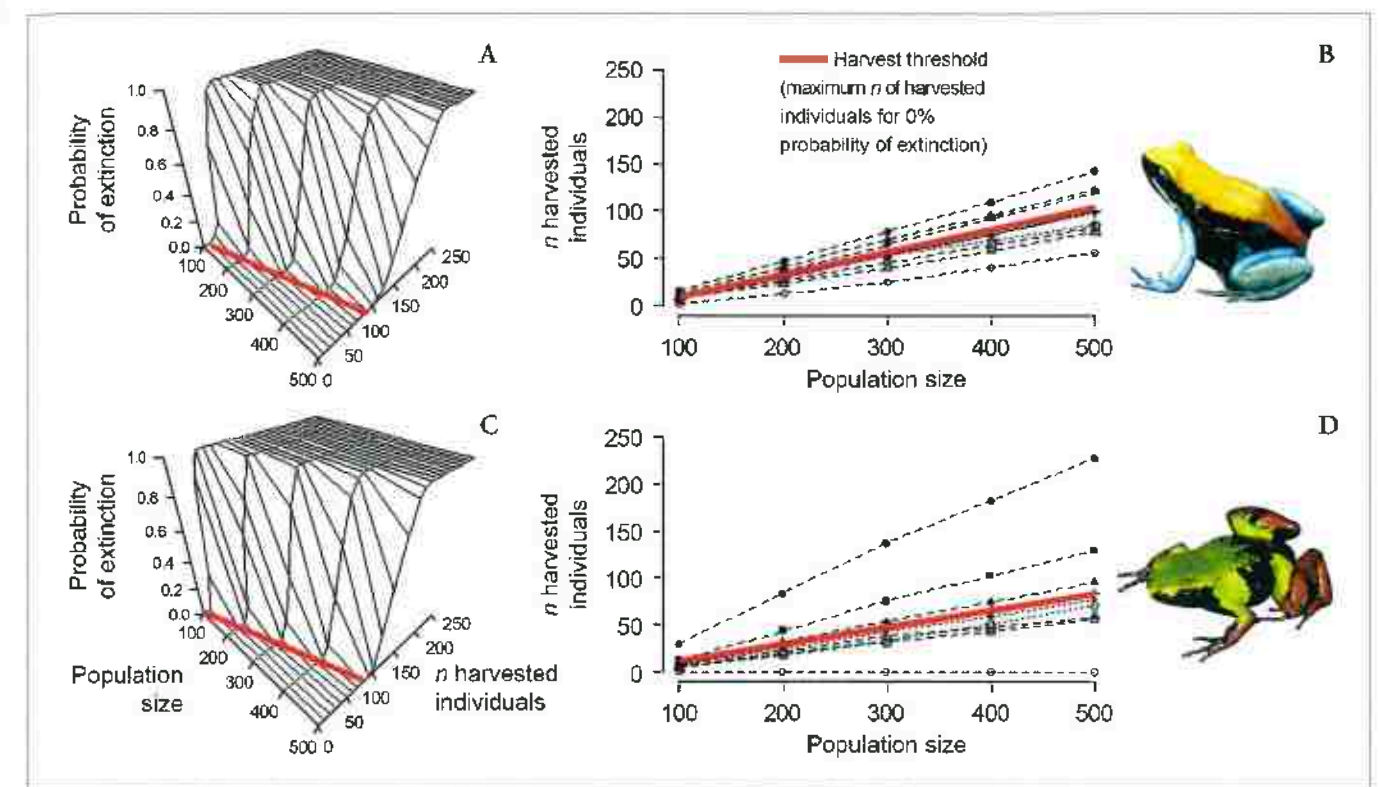 A
Probability
of extinction
1.0
0.8
0.6
0.4
0.2
0.0
100
200
300
400
500 0
50
100
150
200
250
B
Harvest threshold
(maximum n of harvested
individuals for 0%
probability of extinction)
n harvested
individuals
250
200
150
100
50
0
100 200 300 400 500
Population size
C
Probability
of extinction
1.0
0.8
0.6
0.4
0.2
0.0
100
200
300
400
500 0
50
100
150
200
250
Population
size
n harvested
individuals
D
n harvested
individuals
250
200
150
100
50
0
100 200 300 400 500
Population size